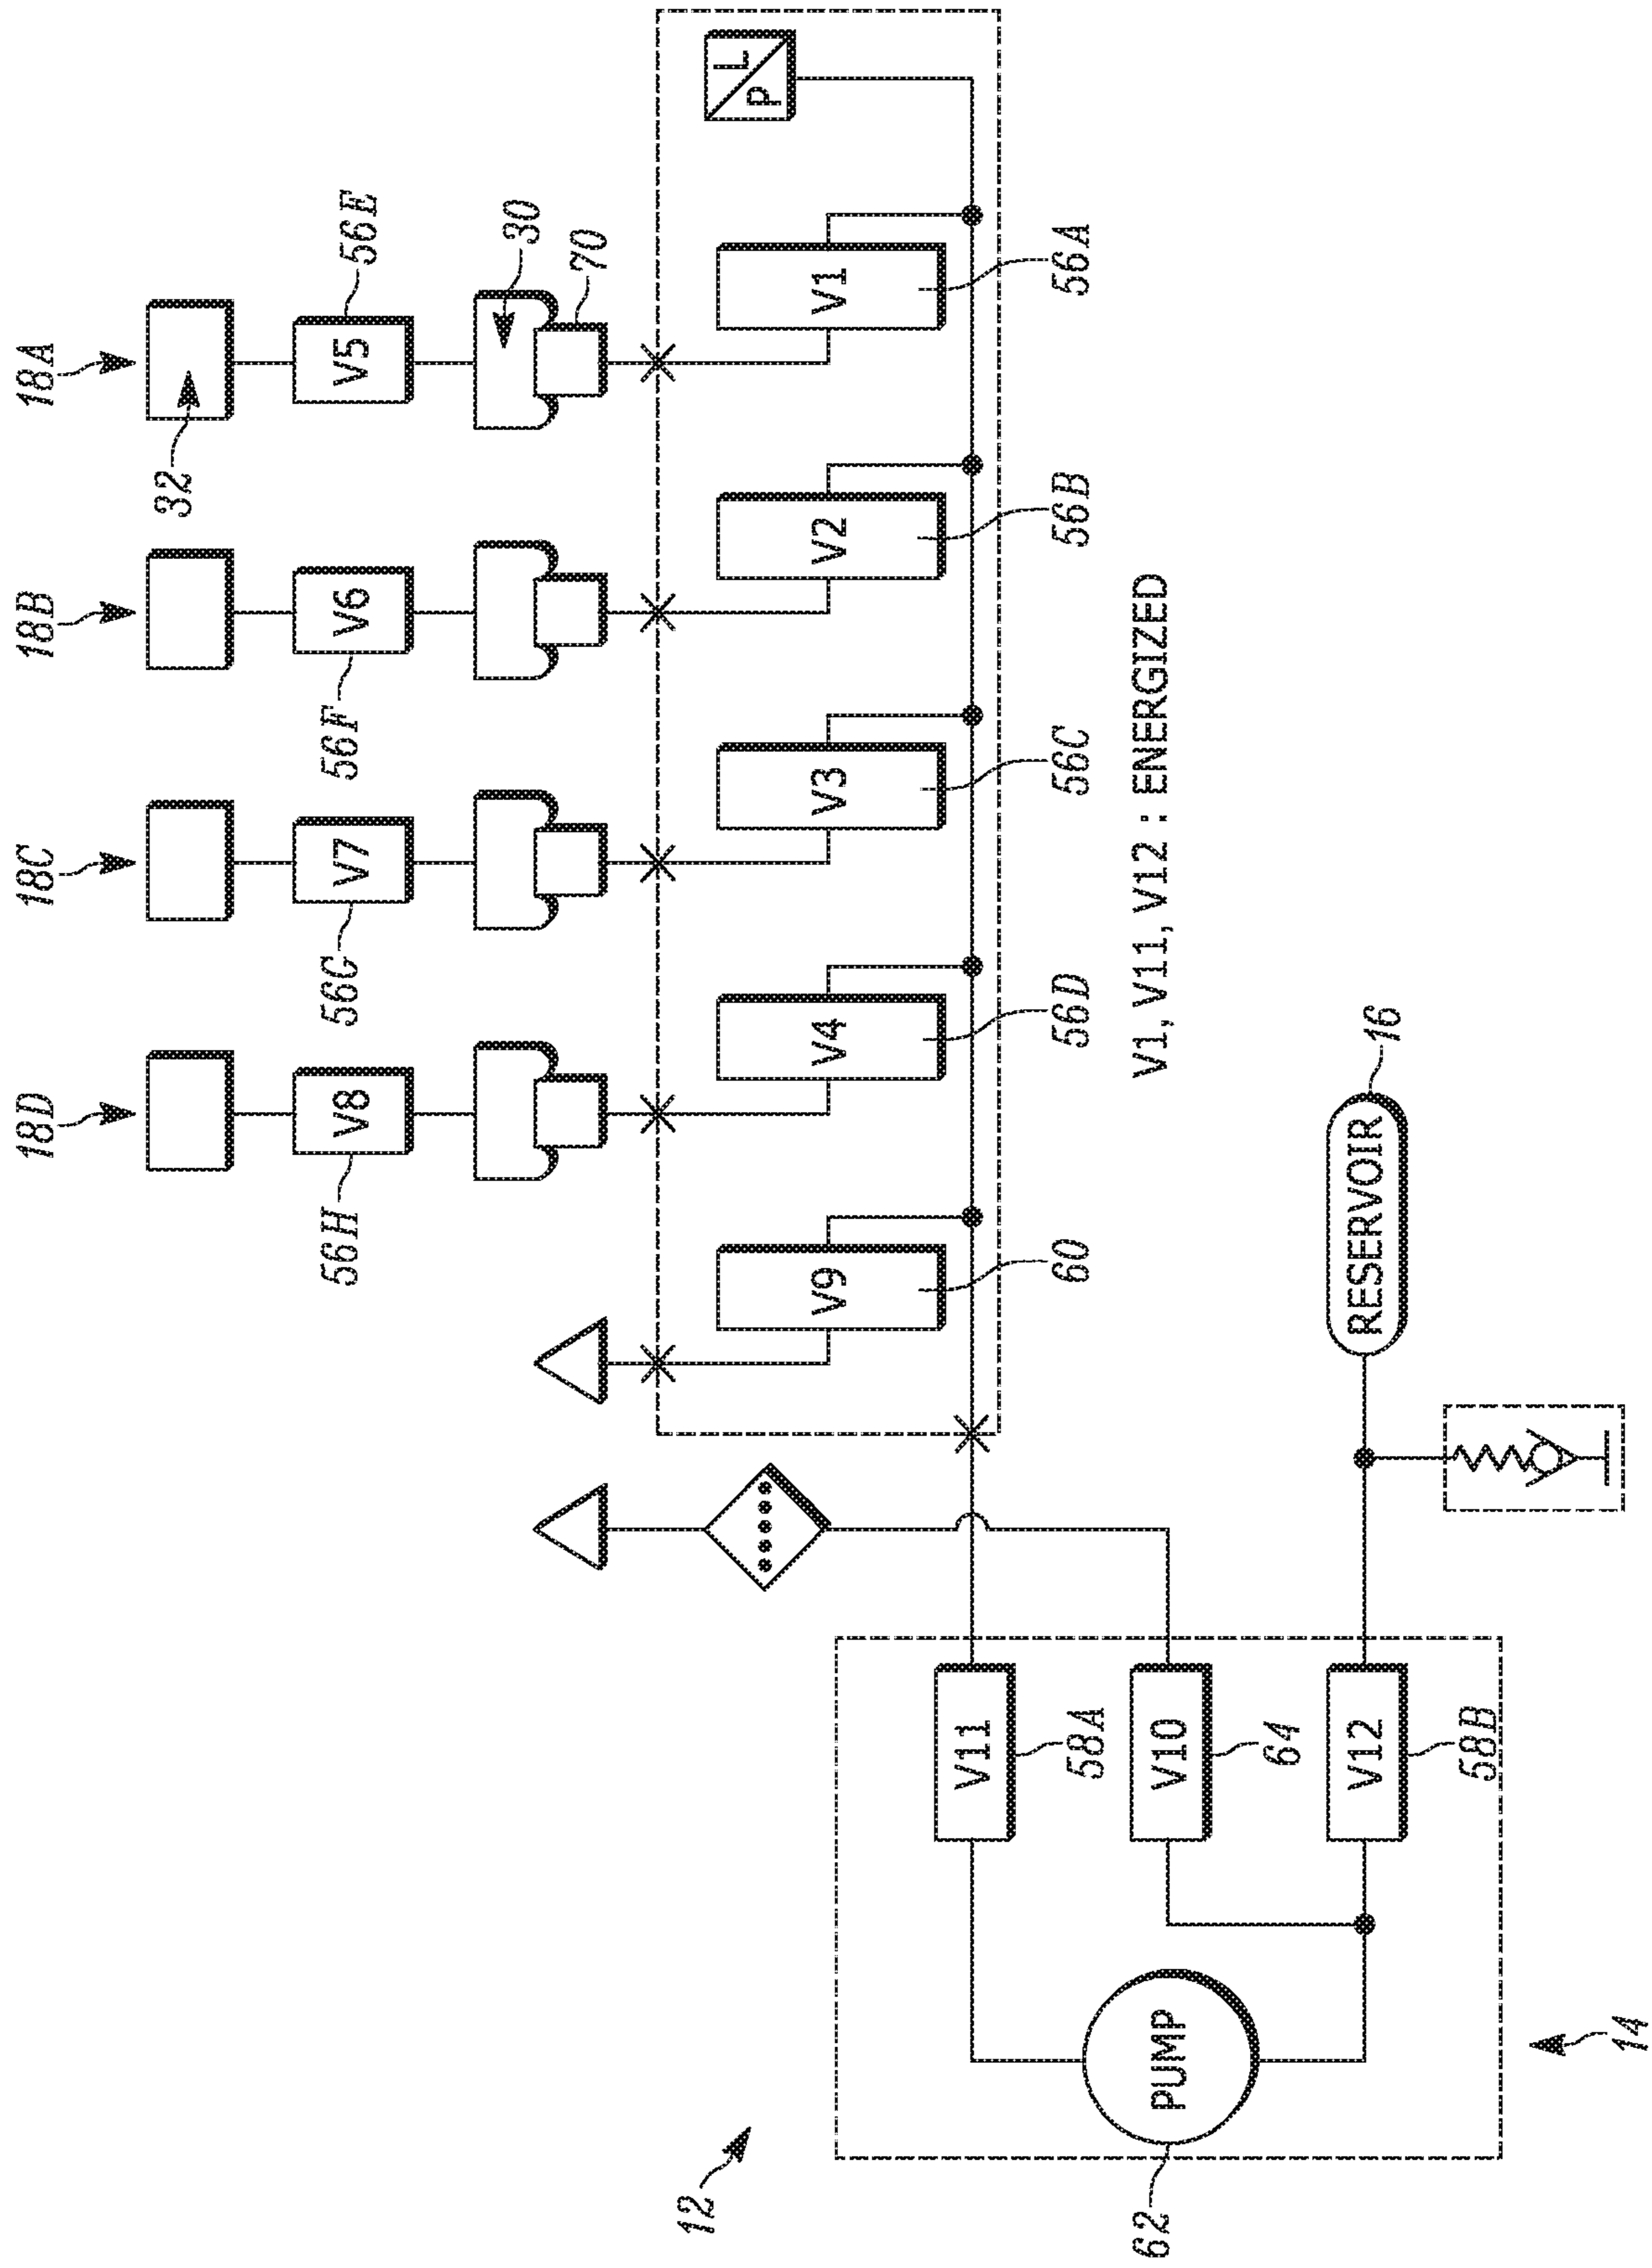 18D
18C
18B
18A
32
V8
V7
V6
V5
56H
56G
56F
56E
30
70
12
P
L
V9
V4
V3
V2
V1
V11
60
56D
56C
56B
56A
58A
V1, V11, V12 : ENERGIZED
62
PUMP
V10
64
V12
RESERVOIR
16
58B
14